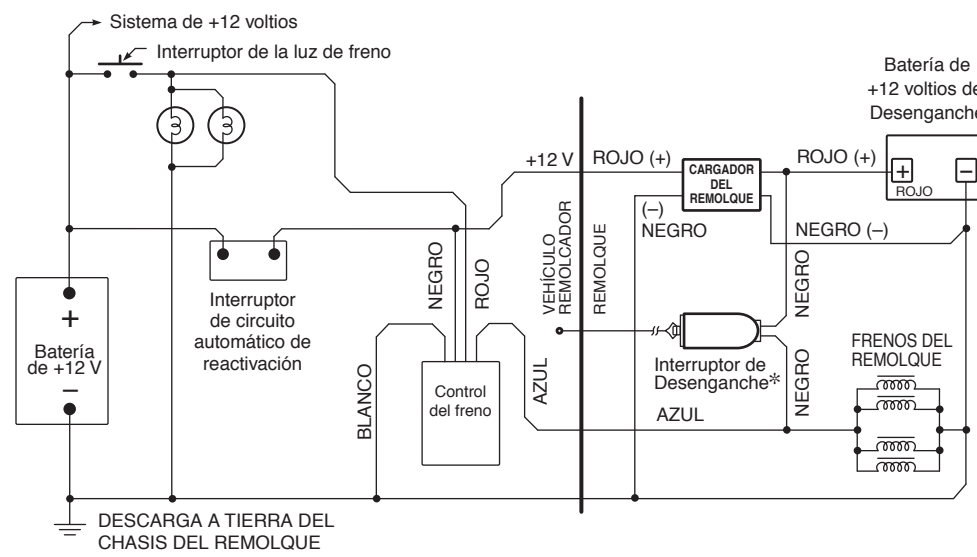 Sistema de +12 voltios
Interruptor de la luz de freno
Batería de
+12 voltios de
Desenganche
+12 V
ROJO (+)
CARGADOR
DEL
REMOLQUE
ROJO (+)
+
−
ROJO
(–)
NEGRO
NEGRO (–)
NEGRO
ROJO
VEHÍCULO
REMOLCADOR
REMOLQUE
NEGRO
Interruptor
de circuito
automático de
reactivación
+
Batería
de +12 V
−
BLANCO
Control
del freno
AZUL
Interruptor de
Desenganche*
NEGRO
AZUL
FRENOS DEL
REMOLQUE
DESCARGA A TIERRA DEL
CHASIS DEL REMOLQUE